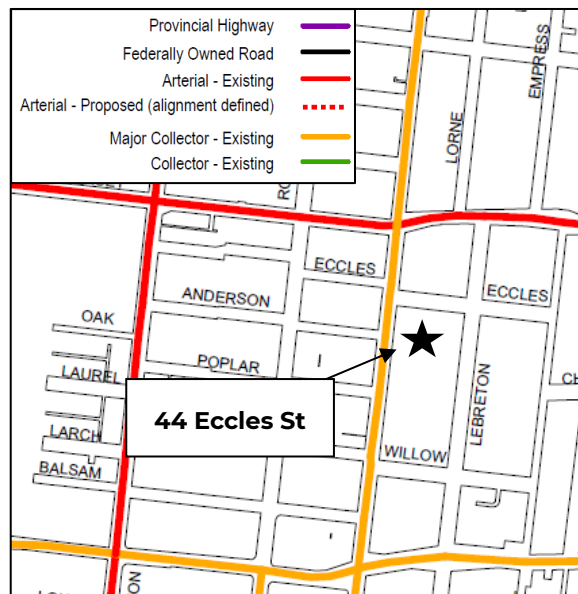 Provincial Highway
Federally Owned Road
Arterial - Existing
Arterial - Proposed (alignment defined)
Major Collector - Existing
Collector - Existing
EMPRESS
LORNE
ECCLES
ECCLES
ANDERSON
OAK
POPLAR
LAUREL
44 Eccles St
LEBRETON
LARCH
WILLOW
BALSAM